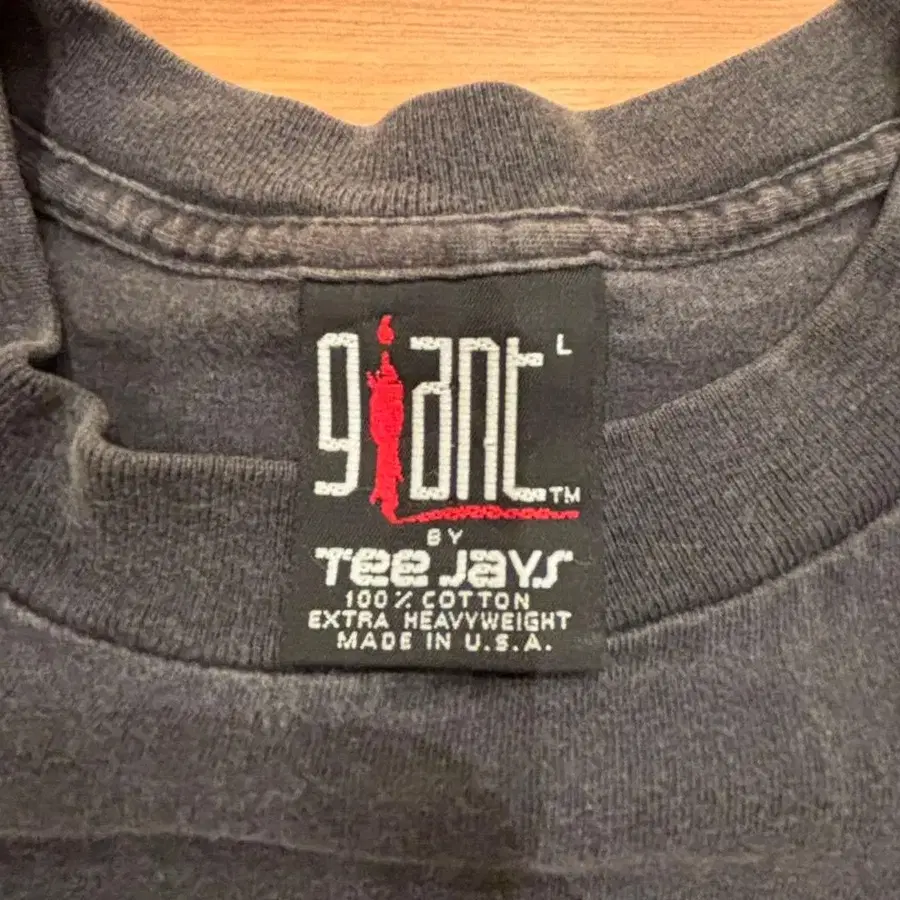 giant L
TM
BY
Tee Jays
100% COTTON
EXTRA HEAVYWEIGHT
MADE IN U.S.A.